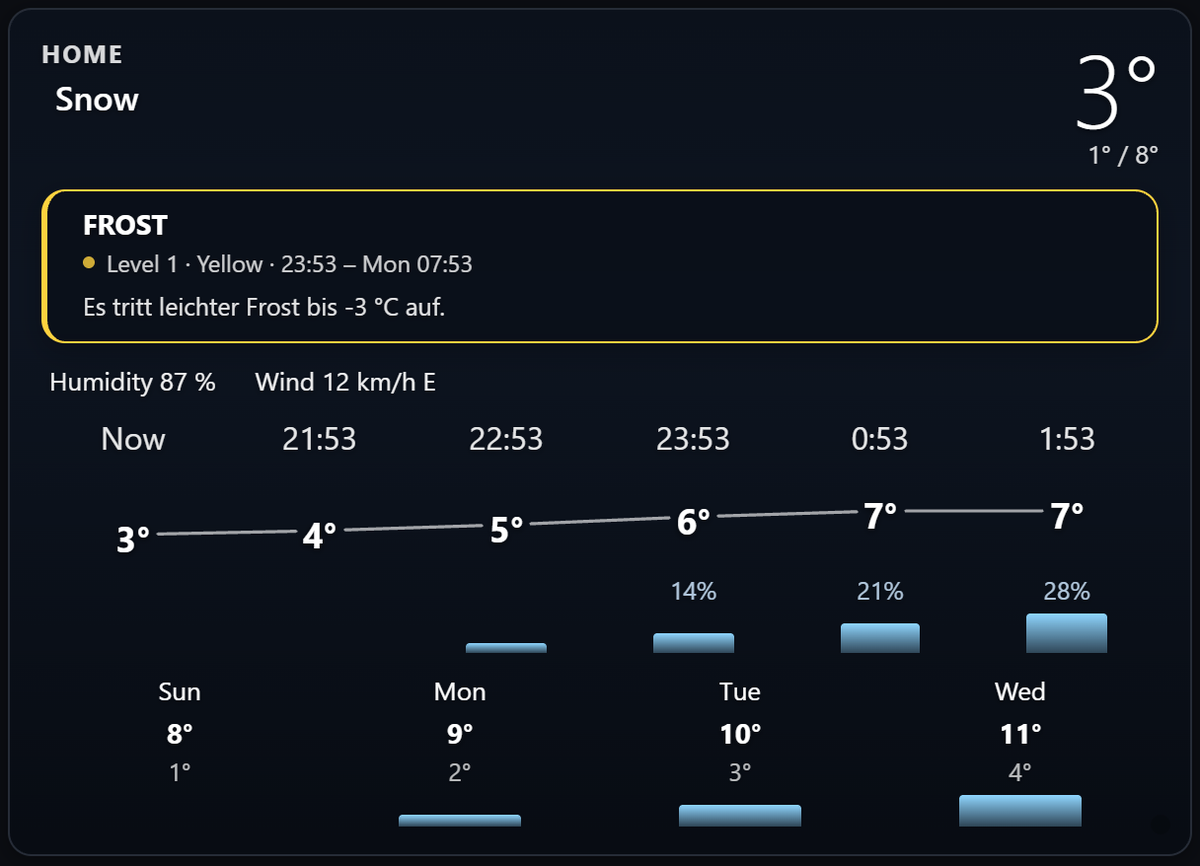 HOME
Snow
3°
1° / 8°
FROST
Level 1 · Yellow · 23:53 – Mon 07:53
Es tritt leichter Frost bis -3 °C auf.
Humidity 87 % Wind 12 km/h E
Now 21:53 22:53 23:53 0:53 1:53
3° 4° 5° 6° 7° 7°
14% 21% 28%
Sun Mon Tue Wed
8° 9° 10° 11°
1° 2° 3° 4°